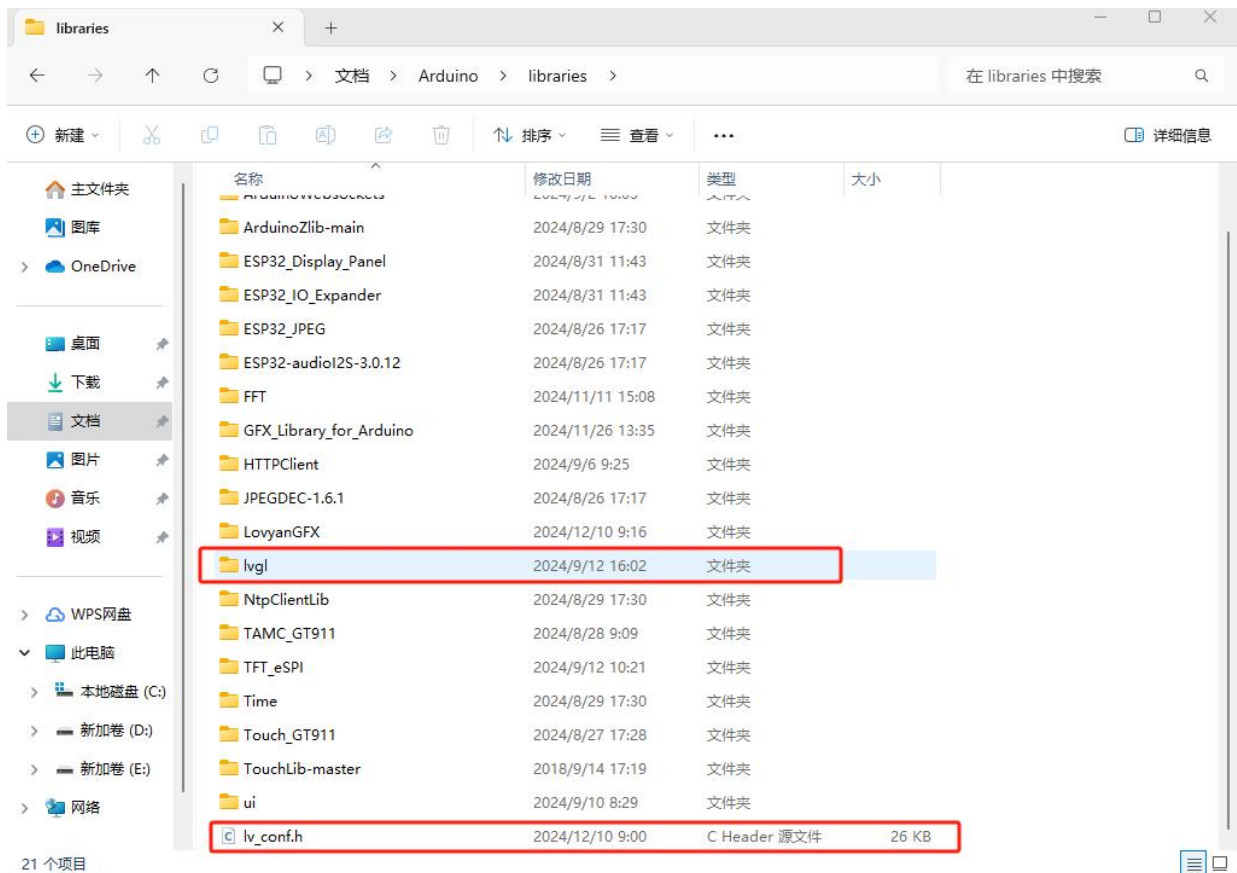 libraries
文档 > Arduino > libraries >
在 libraries 中搜索
新建
排序
查看
详细信息
名称 修改日期 类型 大小
主文件夹
图库
OneDrive
桌面
下载
文档
图片
音乐
视频
WPS网盘
此电脑
本地磁盘 (C:)
新加卷 (D:)
新加卷 (E:)
网络
ArduinoZlib-main 2024/8/29 17:30 文件夹
ESP32_Display_Panel 2024/8/31 11:43 文件夹
ESP32_IO_Expander 2024/8/31 11:43 文件夹
ESP32_JPEG 2024/8/26 17:17 文件夹
ESP32-audioI2S-3.0.12 2024/8/26 17:17 文件夹
FFT 2024/11/11 15:08 文件夹
GFX_Library_for_Arduino 2024/11/26 13:35 文件夹
HTTPClient 2024/9/6 9:25 文件夹
JPEGDEC-1.6.1 2024/8/26 17:17 文件夹
LovyanGFX 2024/12/10 9:16 文件夹
lvgl 2024/9/12 16:02 文件夹
NtpClientLib 2024/8/29 17:30 文件夹
TAMC_GT911 2024/8/28 9:09 文件夹
TFT_eSPI 2024/9/12 10:21 文件夹
Time 2024/8/29 17:30 文件夹
Touch_GT911 2024/8/27 17:28 文件夹
TouchLib-master 2018/9/14 17:19 文件夹
ui 2024/9/10 8:29 文件夹
lv_conf.h 2024/12/10 9:00 C Header 源文件 26 KB
21 个项目